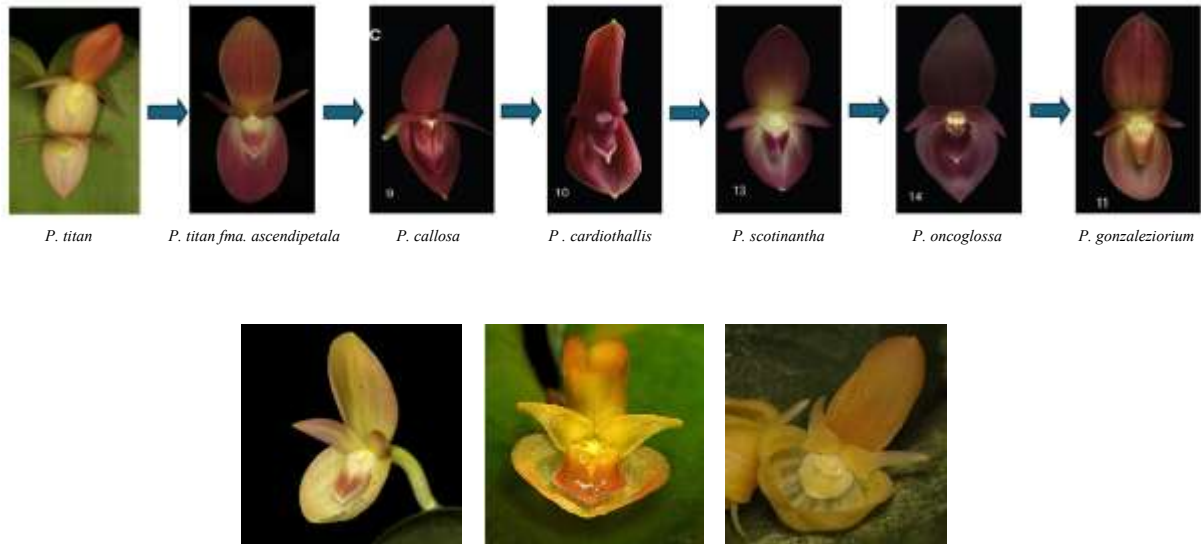 C
9
10
13
14
11
P. titan
P. titan fma. ascendipetala
P. callosa
P . cardiothallis
P. scotinantha
P. oncoglossa
P. gonzaleziorium